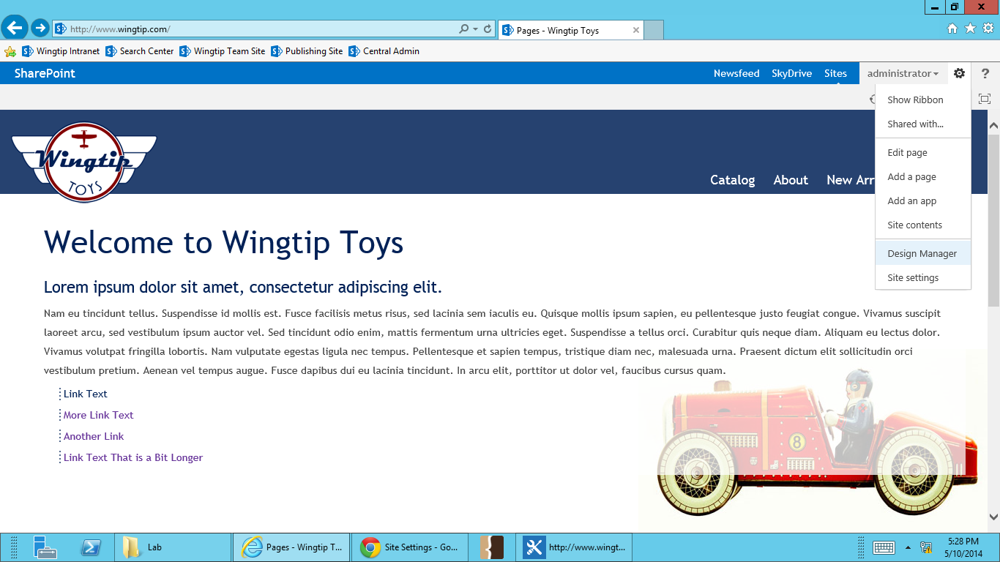 http://www.wingtip.com/
Pages - Wingtip Toys
Wingtip Intranet
Search Center
Wingtip Team Site
Publishing Site
Central Admin
SharePoint
Newsfeed
SkyDrive
Sites
administrator
?
Show Ribbon
Shared with...
Edit page
Add a page
Add an app
Site contents
Design Manager
Site settings
Wingtip
TOYS
Catalog
About
New Arr
Welcome to Wingtip Toys
Lorem ipsum dolor sit amet, consectetur adipiscing elit.
Nam eu tincidunt tellus. Suspendisse id mollis est. Fusce facilisis metus risus, sed lacinia sem iaculis eu. Quisque mollis ipsum sapien, eu pellentesque justo feugiat congue. Vivamus suscipit
laoreet arcu, sed vestibulum ipsum auctor vel. Sed tincidunt odio enim, mattis fermentum urna ultricies eget. Suspendisse a tellus orci. Curabitur quis neque diam. Aliquam eu lectus dolor.
Vivamus volutpat fringilla lobortis. Nam vulputate egestas ligula nec tempus. Pellentesque et sapien tempus, tristique diam nec, malesuada urna. Praesent dictum elit sollicitudin orci
vestibulum pretium. Aenean vel tempus augue. Fusce dapibus dui eu lacinia tincidunt. In arcu elit, porttitor ut dolor vel, faucibus cursus quam.
Link Text
More Link Text
Another Link
Link Text That is a Bit Longer
8
Lab
Pages - Wingtip T...
Site Settings - Go...
http://www.wingt...
5:28 PM
5/10/2014